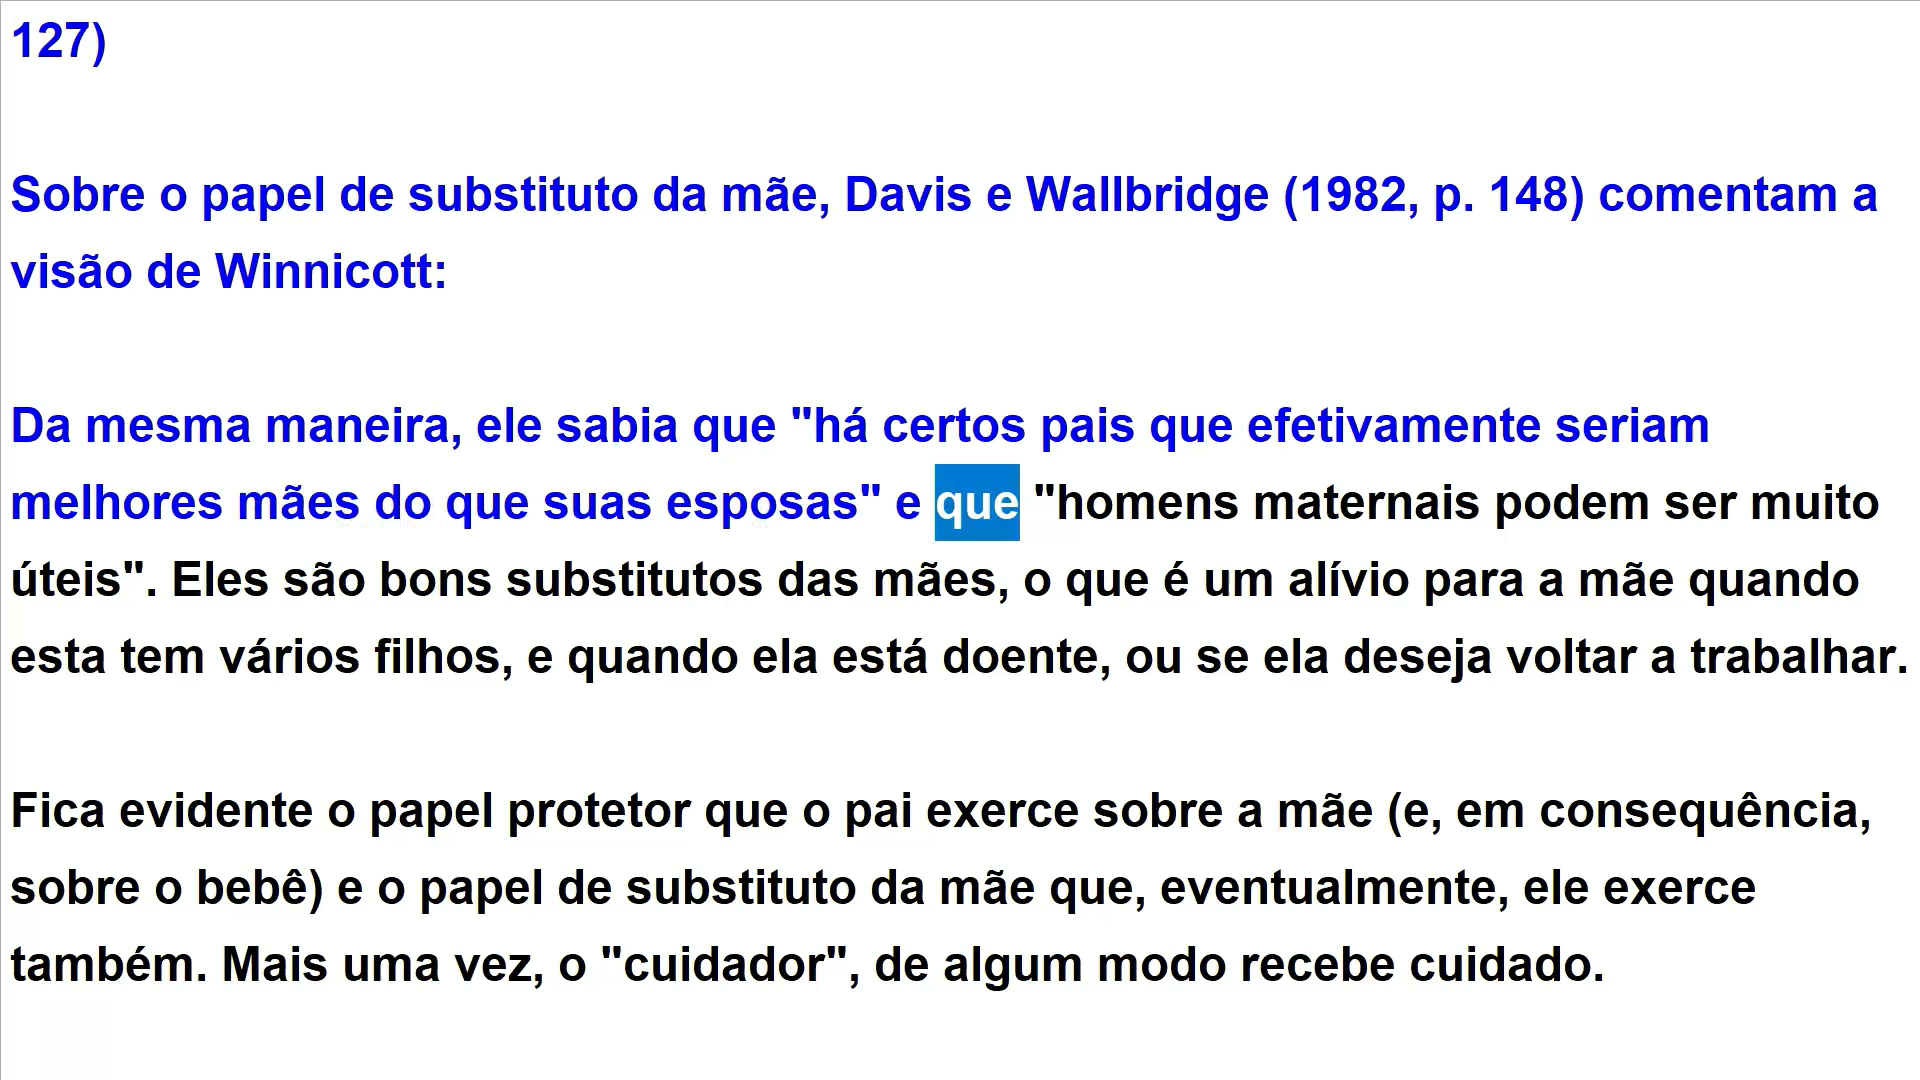 127)
Sobre o papel de substituto da mãe, Davis e Wallbridge (1982, p. 148) comentam a
visão de Winnicott:
Da mesma maneira, ele sabia que "há certos pais que efetivamente seriam
melhores mães do que suas esposas" e que "homens maternais podem ser muito
úteis". Eles são bons substitutos das mães, o que é um alívio para a mãe quando
esta tem vários filhos, e quando ela está doente, ou se ela deseja voltar a trabalhar.
Fica evidente o papel protetor que o pai exerce sobre a mãe (e, em consequência,
sobre o bebê) e o papel de substituto da mãe que, eventualmente, ele exerce
também. Mais uma vez, o "cuidador", de algum modo recebe cuidado.